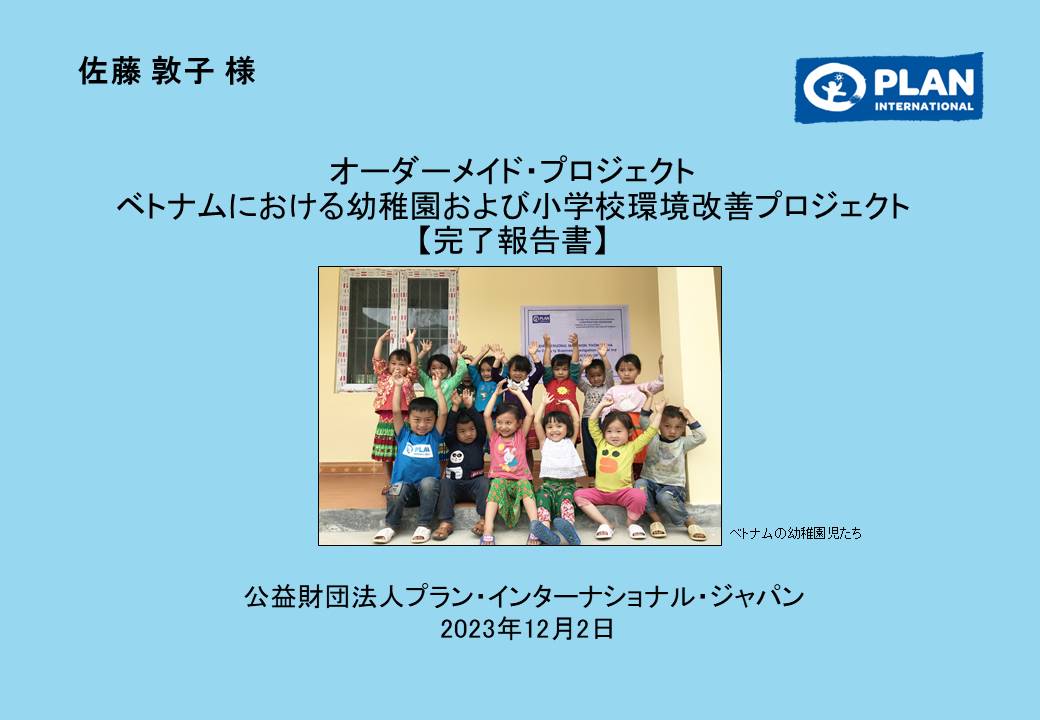 佐藤 敦子 様
PLAN
INTERNATIONAL
オーダーメイド・プロジェクト
ベトナムにおける幼稚園および小学校環境改善プロジェクト
【完了報告書】
PLAN
PLAN
ベトナムの幼稚園児たち
公益財団法人プラン・インターナショナル・ジャパン
2023年12月2日